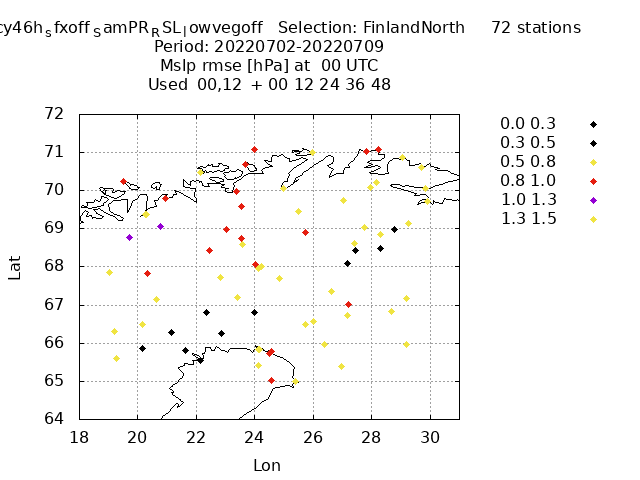 cy46h_sfxoff_SamPR_RSL_lowvegoff Selection: FinlandNorth 72 stations
Period: 20220702-20220709
Mslp rmse [hPa] at 00 UTC
Used 00,12 + 00 12 24 36 48
72
71
70
69
68
67
66
65
64
18 20 22 24 26 28 30
Lat
Lon
0.0 0.3
0.3 0.5
0.5 0.8
0.8 1.0
1.0 1.3
1.3 1.5